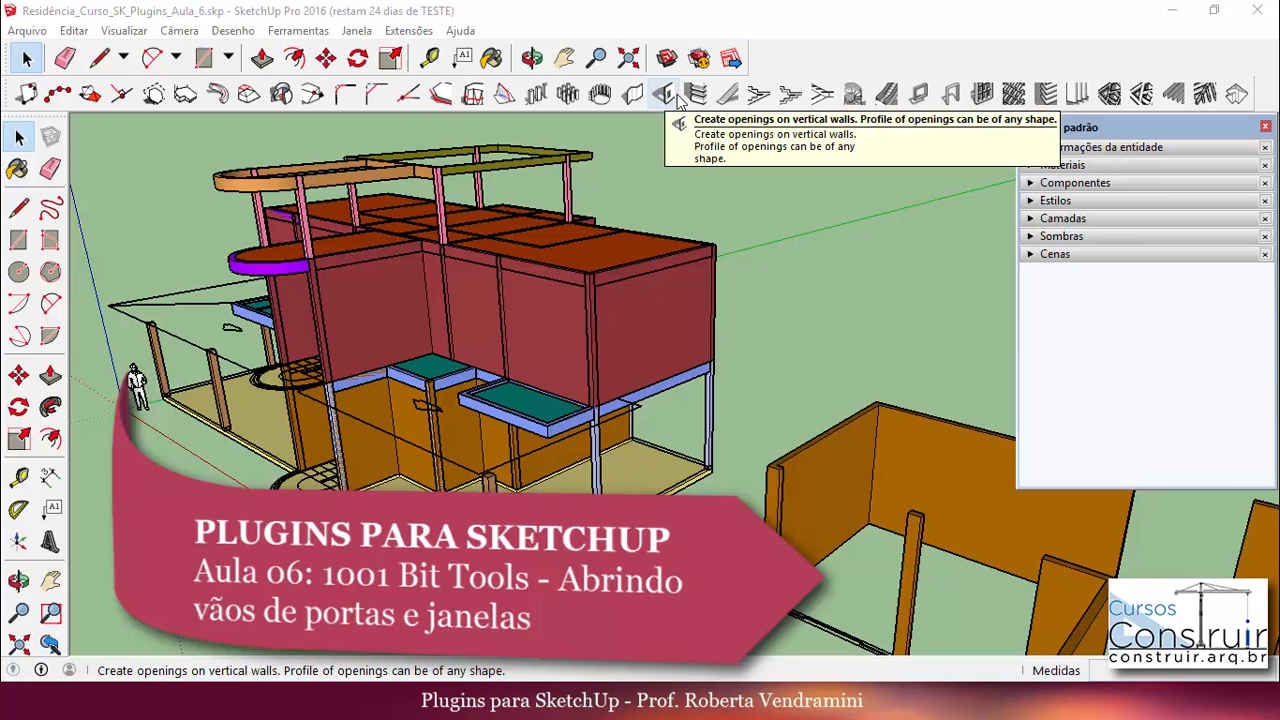 Residência_Curso_SK_Plugins_Aula_6.skp - SketchUp Pro 2016 (restam 24 dias de TESTE)
Arquivo Editar Visualizar Câmera Desenho Ferramentas Janela Extensões Ajuda
A1
Create openings on vertical walls. Profile of openings can be of any shape.
Create openings on vertical walls.
Profile of openings can be of any
shape.
padrão
formações da entidade
Materiais
Componentes
Estilos
Camadas
Sombras
Cenas
A1
PLUGINS PARA SKETCHUP
Aula 06: 1001 Bit Tools - Abrindo
vãos de portas e janelas
Cursos
Construir
construir.arq.br
Create openings on vertical walls. Profile of openings can be of any shape.
Medidas
Plugins para SketchUp - Prof. Roberta Vendramini